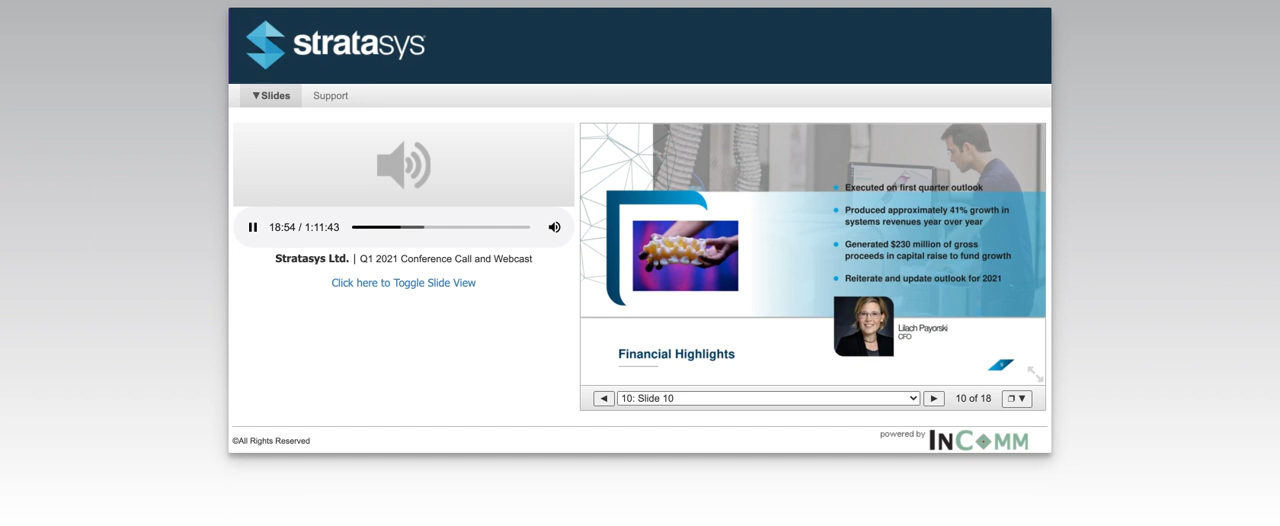 stratasys
▼Slides
Support
18:54 / 1:11:43
Stratasys Ltd. | Q1 2021 Conference Call and Webcast
Click here to Toggle Slide View
Executed on first quarter outlook
Produced approximately 41% growth in
systems revenues year over year
Generated $230 million of gross
proceeds in capital raise to fund growth
Reiterate and update outlook for 2021
Lilach Payorski
CFO
Financial Highlights
◀ 10: Slide 10 ▶ 10 of 18
©All Rights Reserved
powered by INCOMM